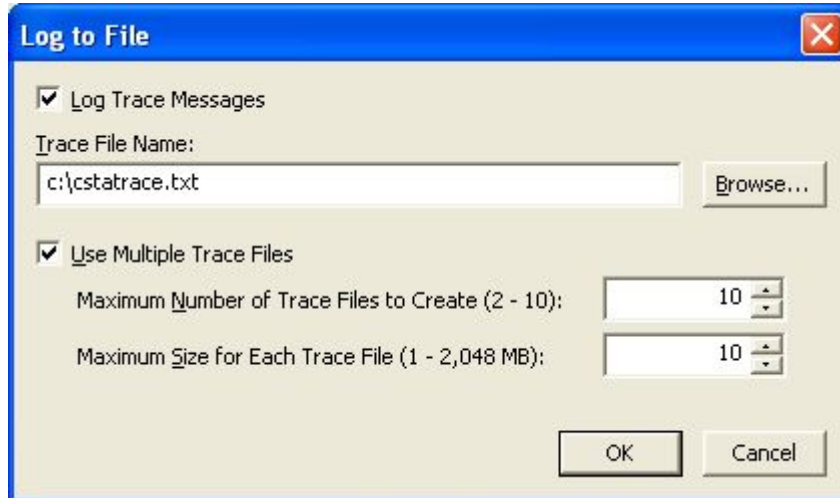 Log to File
Log Trace Messages
Trace File Name:
c:\cstatrace.txt
Browse...
Use Multiple Trace Files
Maximum Number of Trace Files to Create (2 - 10): 10
Maximum Size for Each Trace File (1 - 2,048 MB): 10
OK Cancel